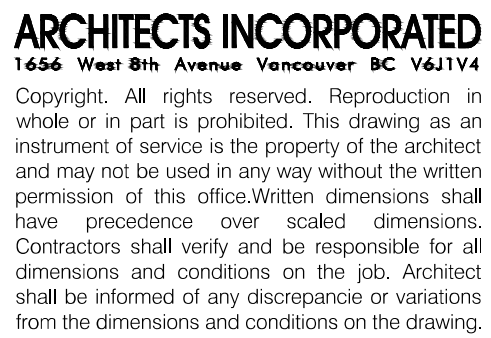 ARCHITECTS INCORPORATED
1656 West 8th Avenue Vancouver BC V6J1V4
Copyright. All rights reserved. Reproduction in
whole or in part is prohibited. This drawing as an
instrument of service is the property of the architect
and may not be used in any way without the written
permission of this office.Written dimensions shall
have precedence over scaled dimensions.
Contractors shall verify and be responsible for all
dimensions and conditions on the job. Architect
shall be informed of any discrepancie or variations
from the dimensions and conditions on the drawing.